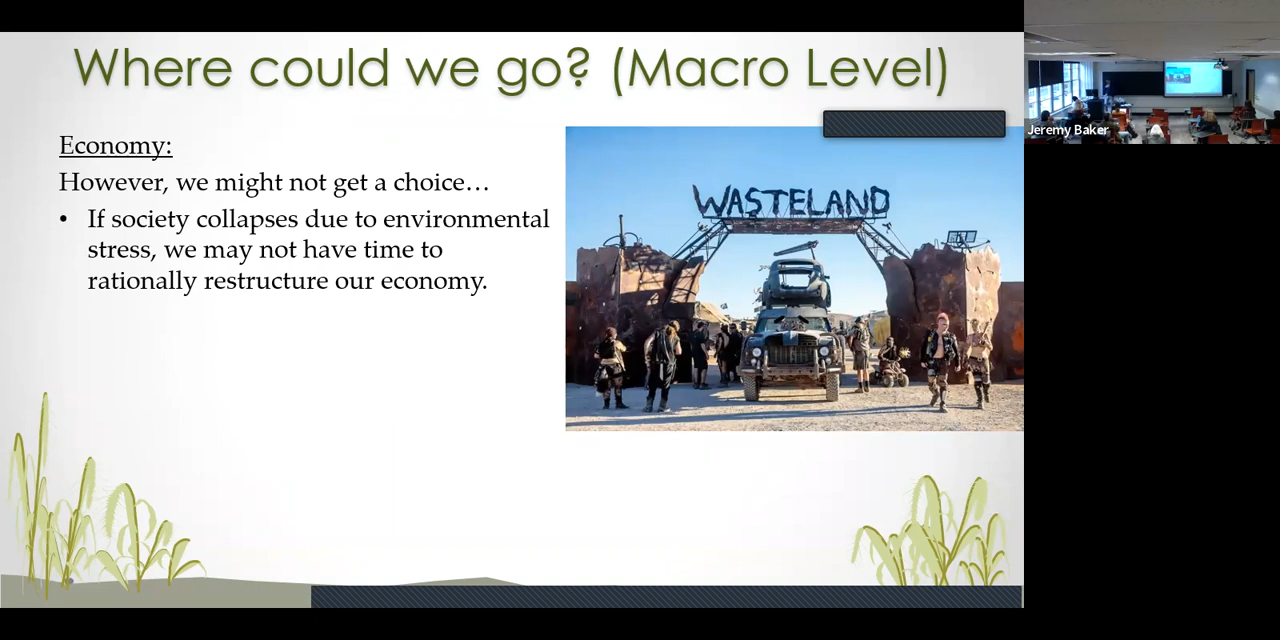 Where could we go? (Macro Level)
Economy:
However, we might not get a choice…
• If society collapses due to environmental
stress, we may not have time to
rationally restructure our economy.
WASTELAND
Jeremy Baker